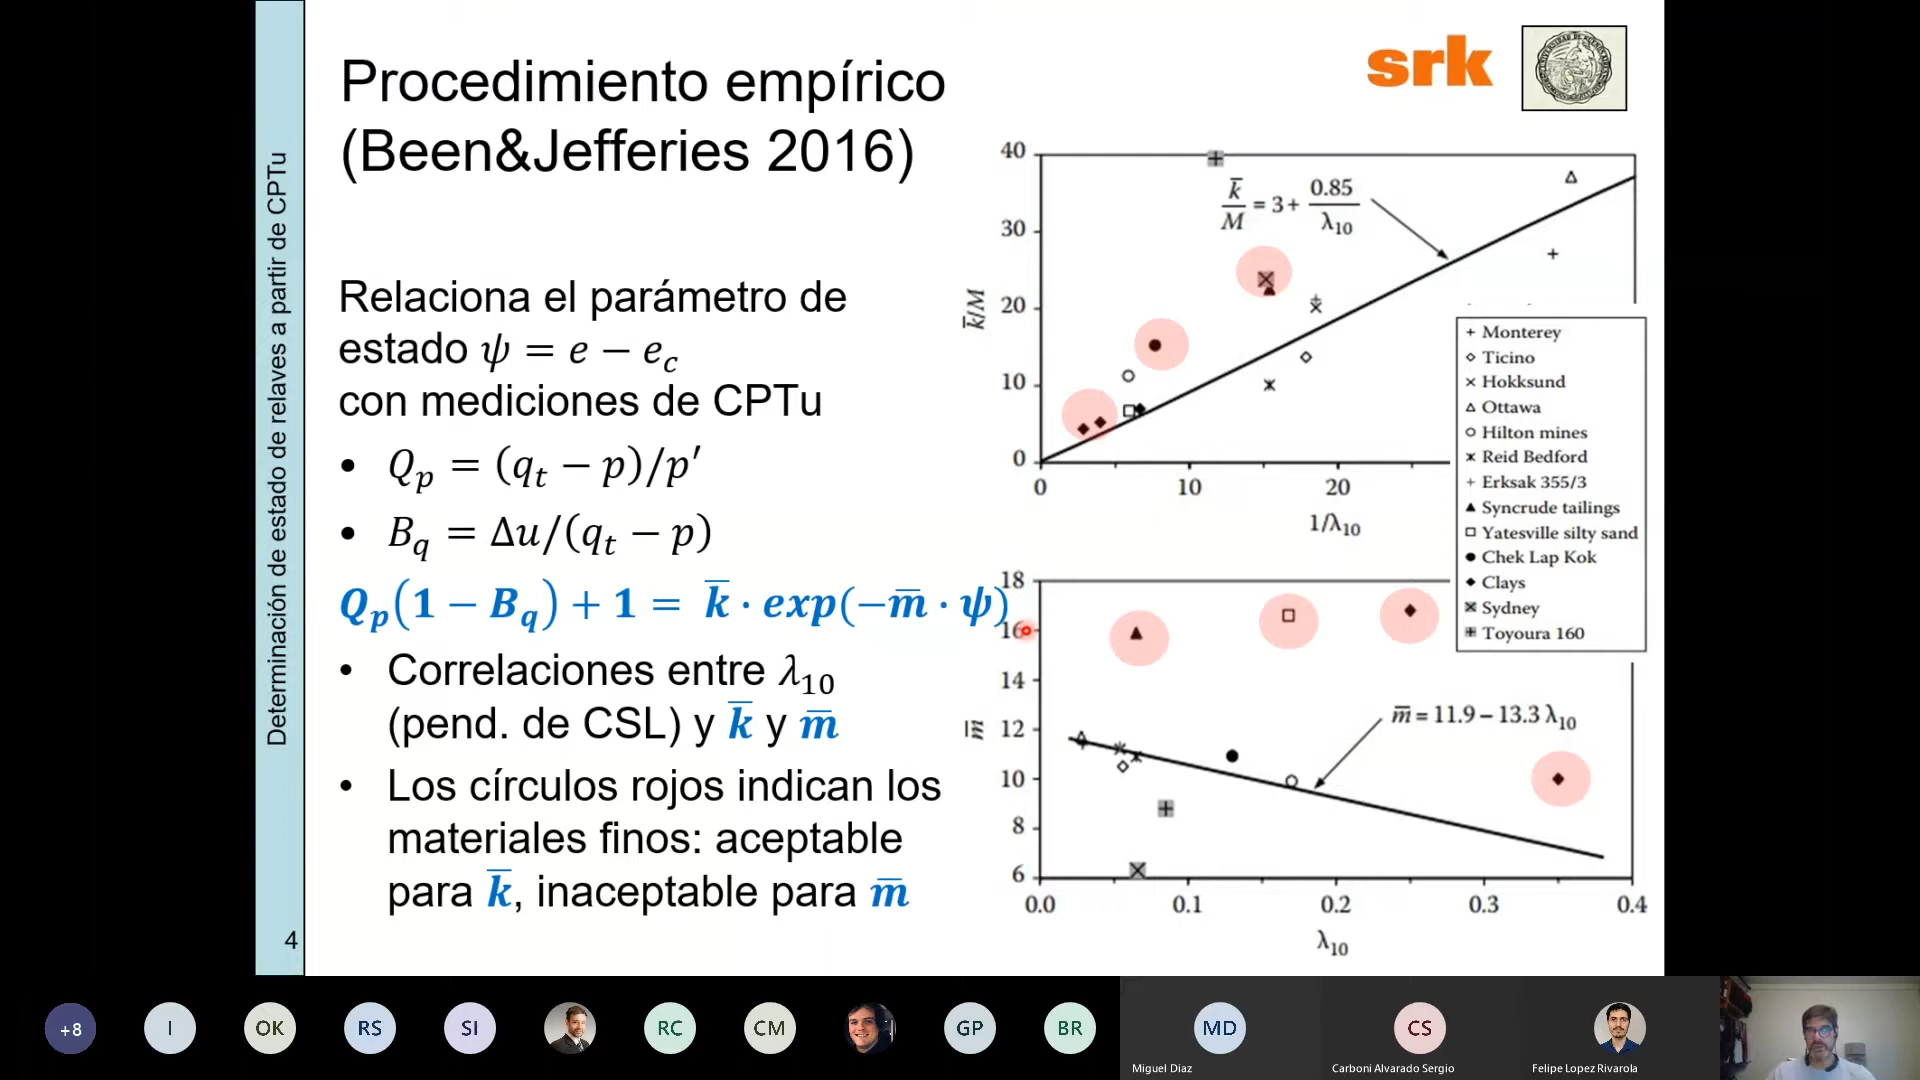 Determinación de estado de relaves a partir de CPTu
4
Procedimiento empírico
(Been&Jefferies 2016)
srk
Relaciona el parámetro de
estado ψ = e − e_c
con mediciones de CPTu
• Q_p = (q_t − p)/p′
• B_q = Δu/(q_t − p)
Q_p(1 − B_q) + 1 = k̅ · exp(−m̅ · ψ)
• Correlaciones entre λ₁₀
(pend. de CSL) y k̅ y m̅
• Los círculos rojos indican los
materiales finos: aceptable
para k̅, inaceptable para m̅
40
30
20
10
0
k̅/M
k̅/M = 3 + 0.85/λ₁₀
0 10 20
1/λ₁₀
+ Monterey
◇ Ticino
× Hokksund
△ Ottawa
○ Hilton mines
ж Reid Bedford
+ Erksak 355/3
▲ Syncrude tailings
□ Yatesville silty sand
● Chek Lap Kok
◆ Clays
⊠ Sydney
⊞ Toyoura 160
18
16
14
12
10
8
6
m̅
m̅ = 11.9 − 13.3 λ₁₀
0.0 0.1 0.2 0.3 0.4
λ₁₀
+8
I
OK
RS
SI
RC
CM
GP
BR
MD
CS
Miguel Diaz
Carboni Alvarado Sergio
Felipe Lopez Rivarola